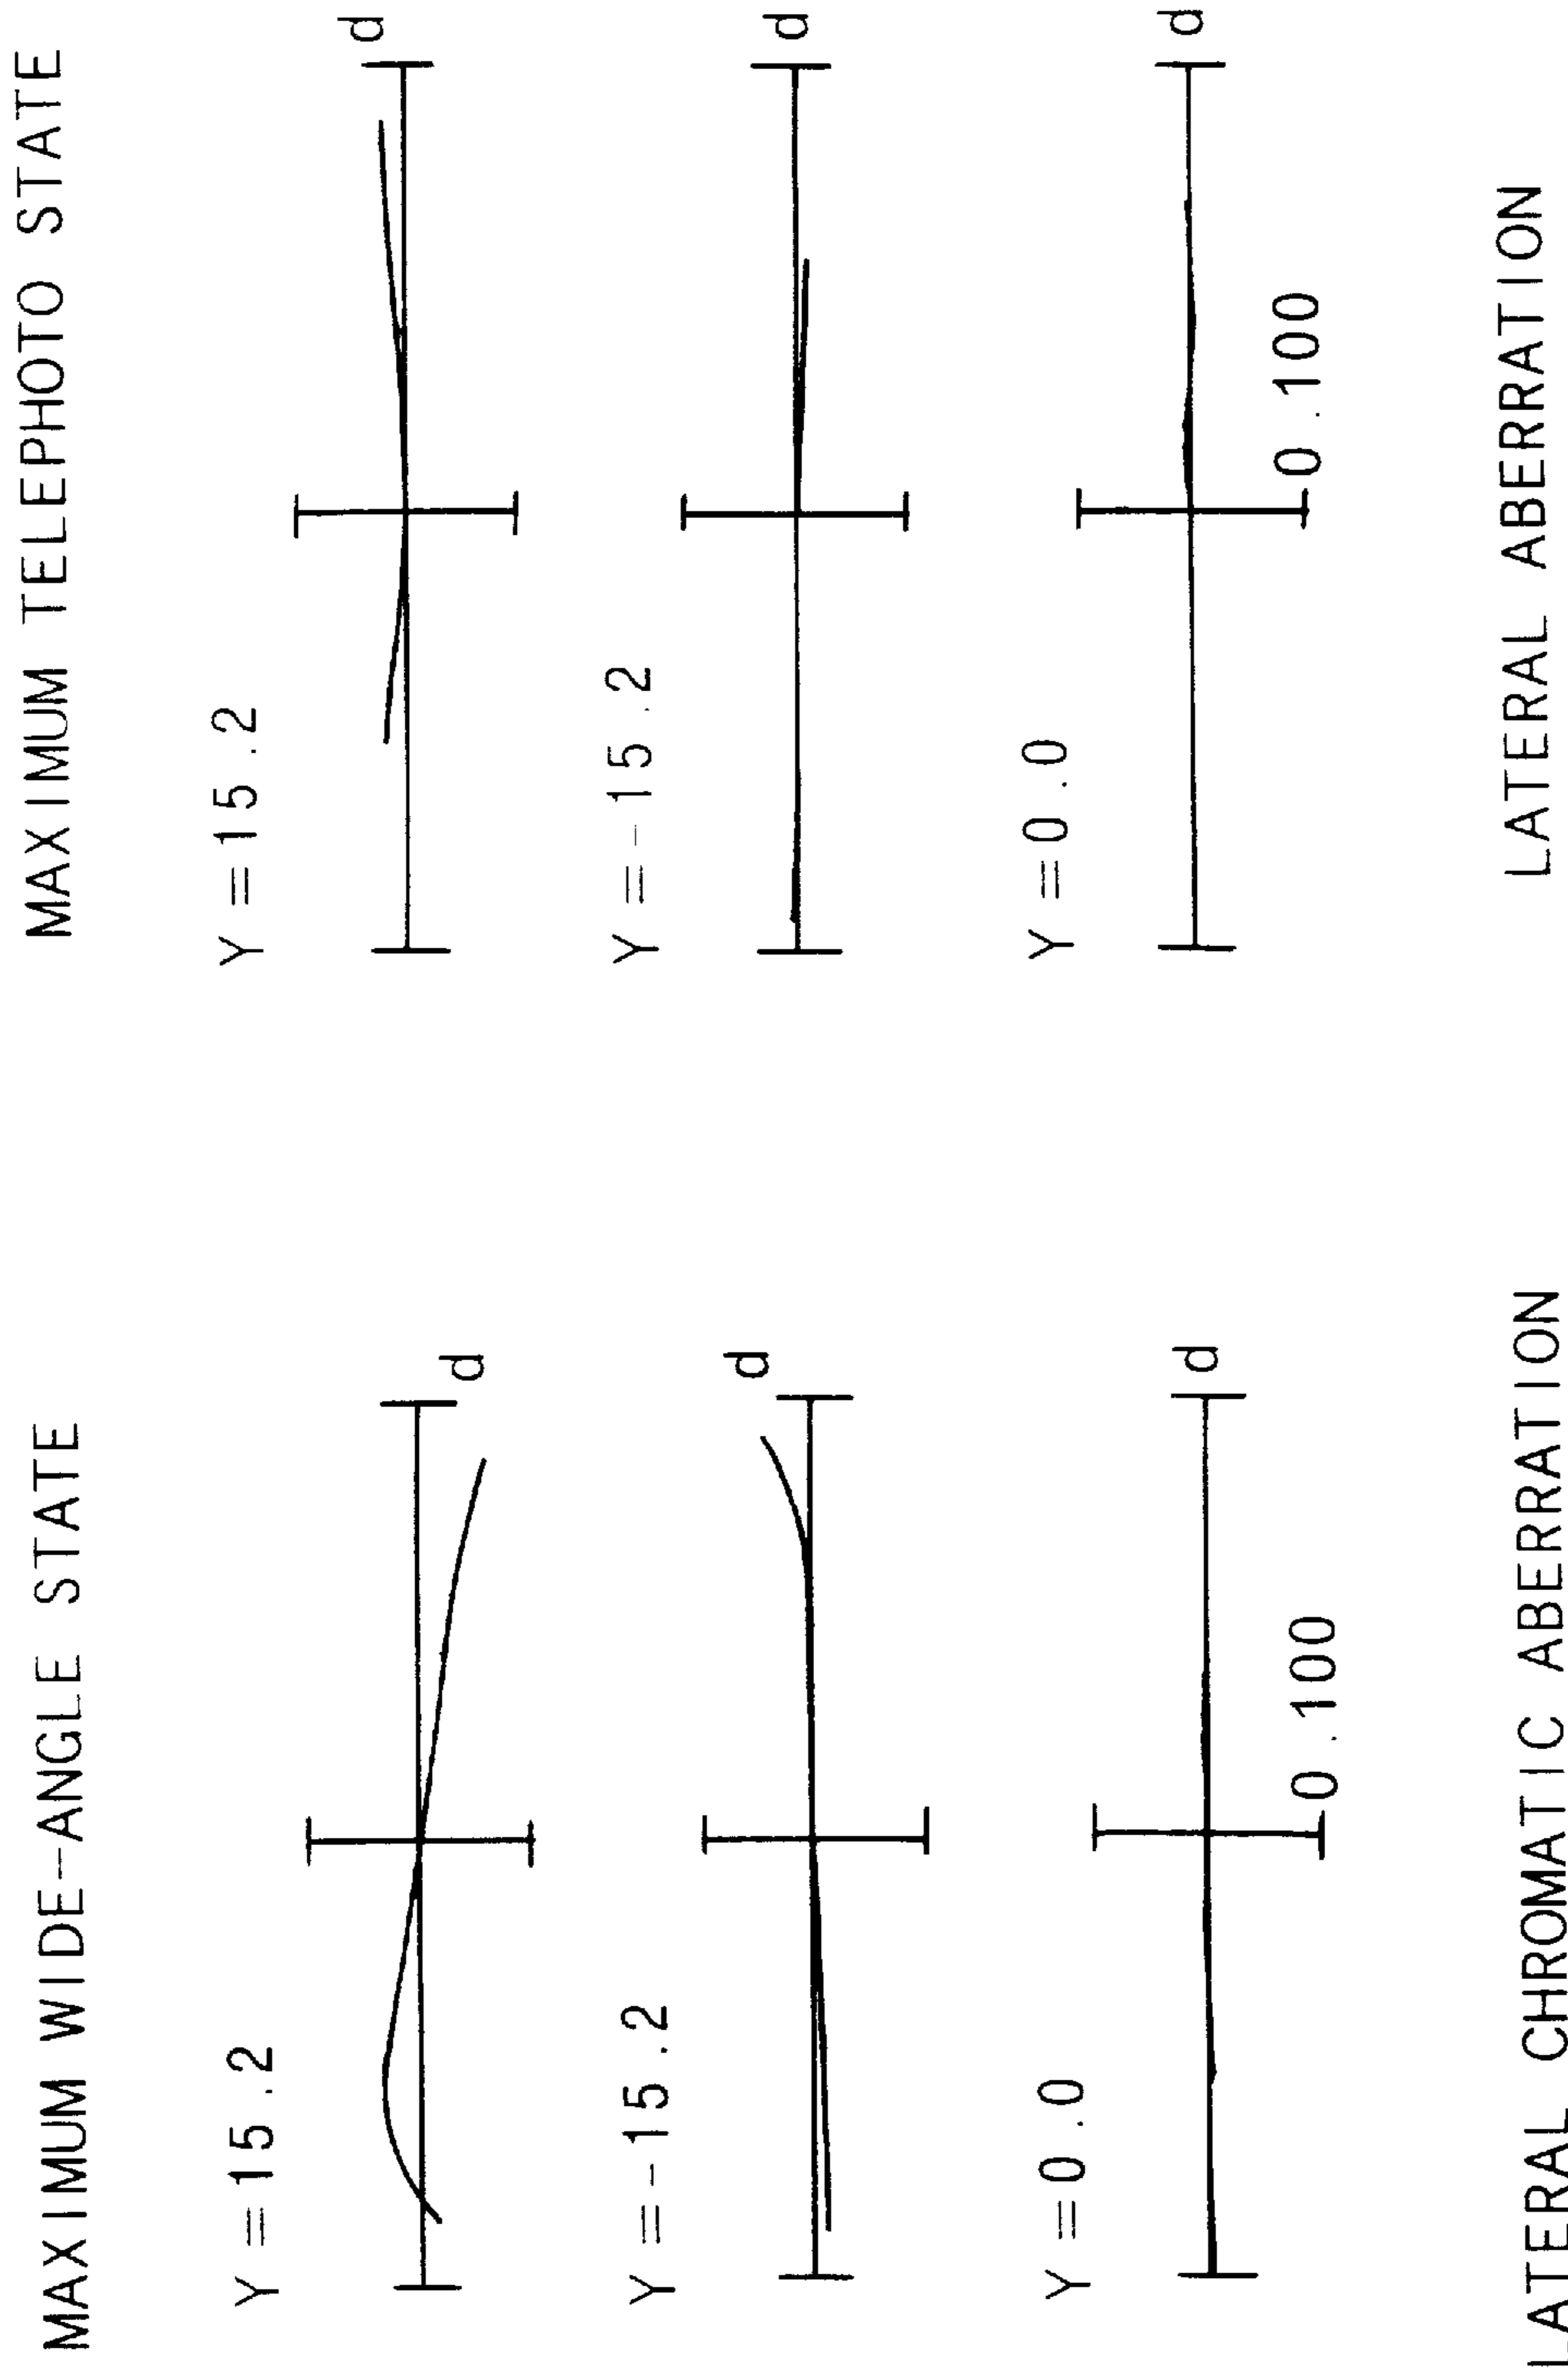 MAXIMUM WIDE-ANGLE STATE
Y=15.2
d
Y=-15.2
d
Y=0.0
d
0.100
LATERAL CHROMATIC ABERRATION
MAXIMUM TELEPHOTO STATE
Y=15.2
d
Y=-15.2
d
Y=0.0
d
0.100
LATERAL ABERRATION